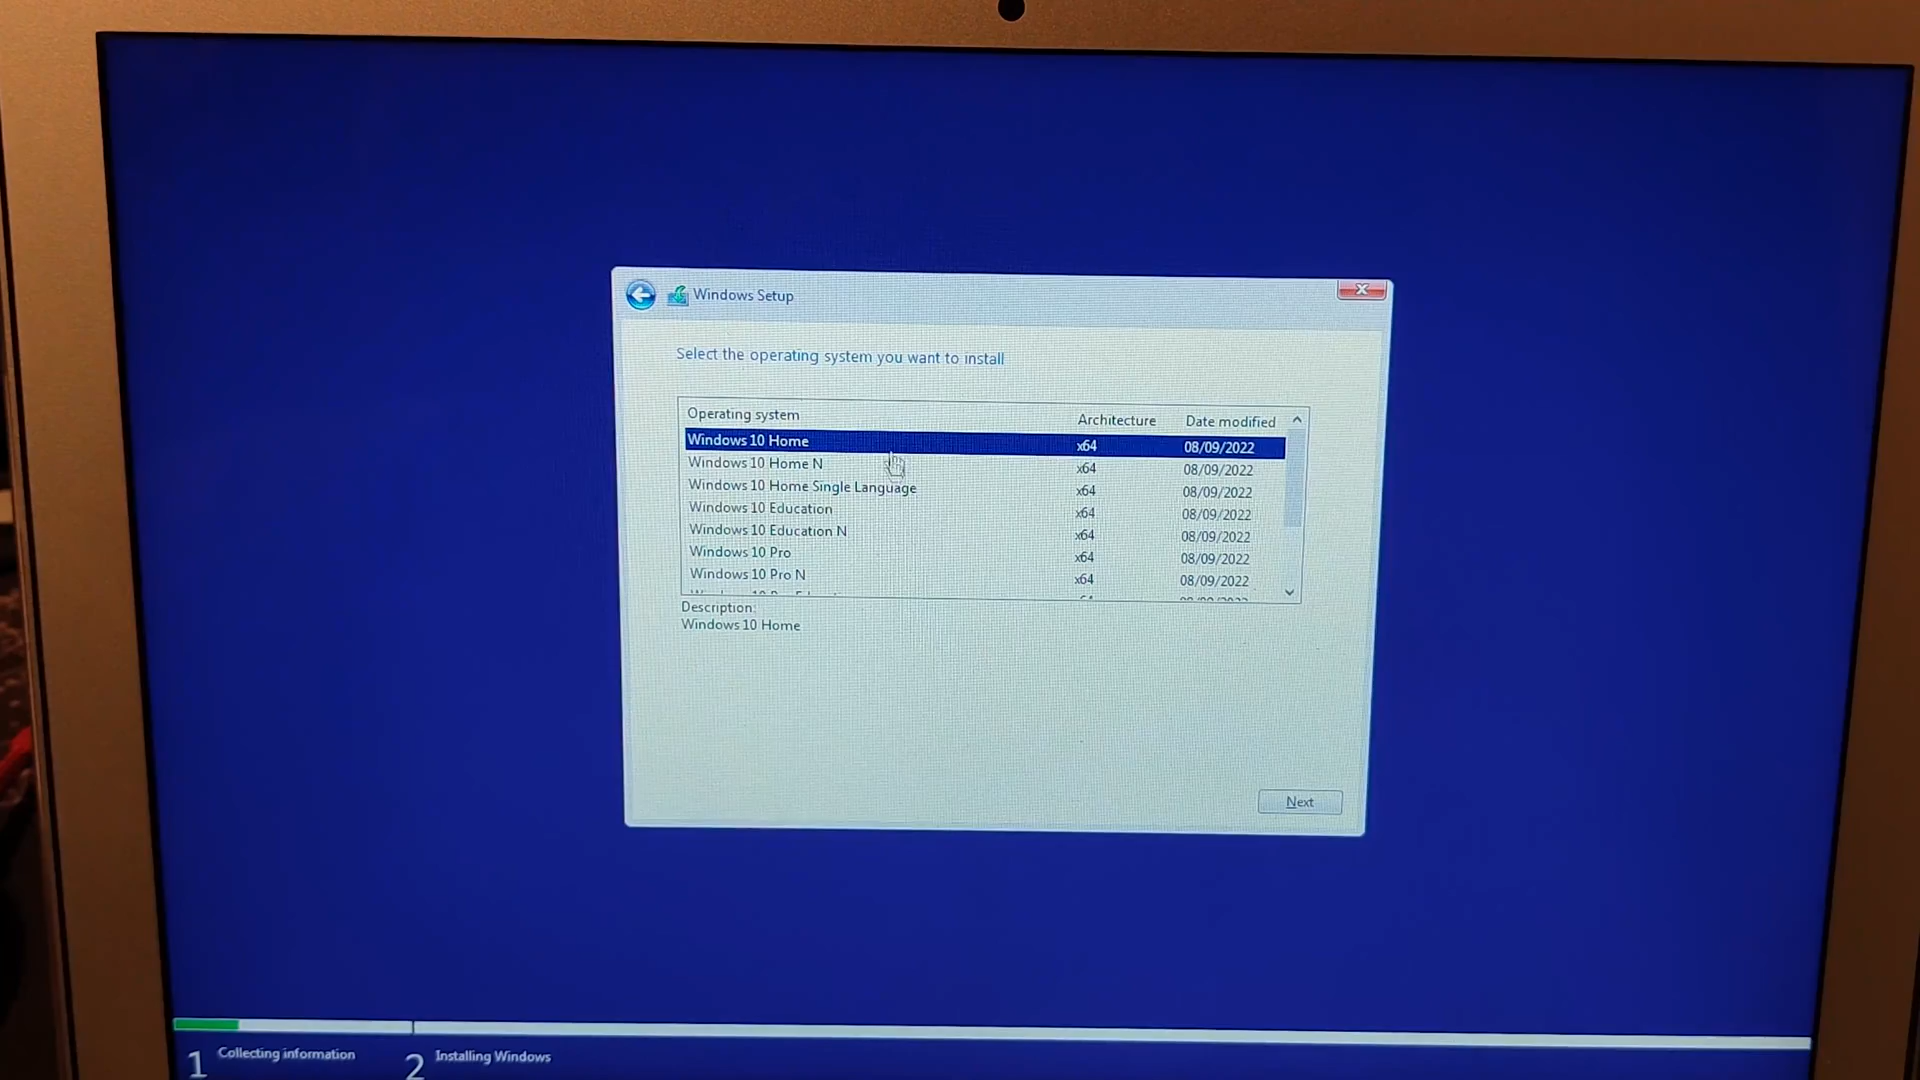 Windows Setup
Select the operating system you want to install
Operating system Architecture Date modified
Windows 10 Home x64 08/09/2022
Windows 10 Home N x64 08/09/2022
Windows 10 Home Single Language x64 08/09/2022
Windows 10 Education x64 08/09/2022
Windows 10 Education N x64 08/09/2022
Windows 10 Pro x64 08/09/2022
Windows 10 Pro N x64 08/09/2022
Description:
Windows 10 Home
Next
1 Collecting information 2 Installing Windows